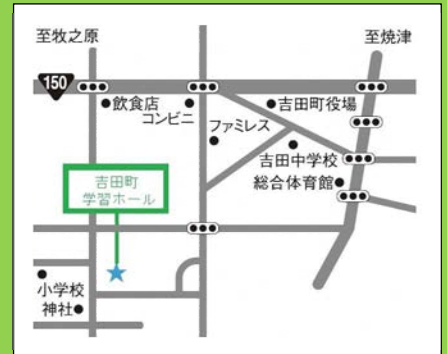 至牧之原
至焼津
150
飲食店
コンビニ
ファミレス
吉田町役場
吉田中学校
総合体育館
吉田町
学習ホール
小学校
神社